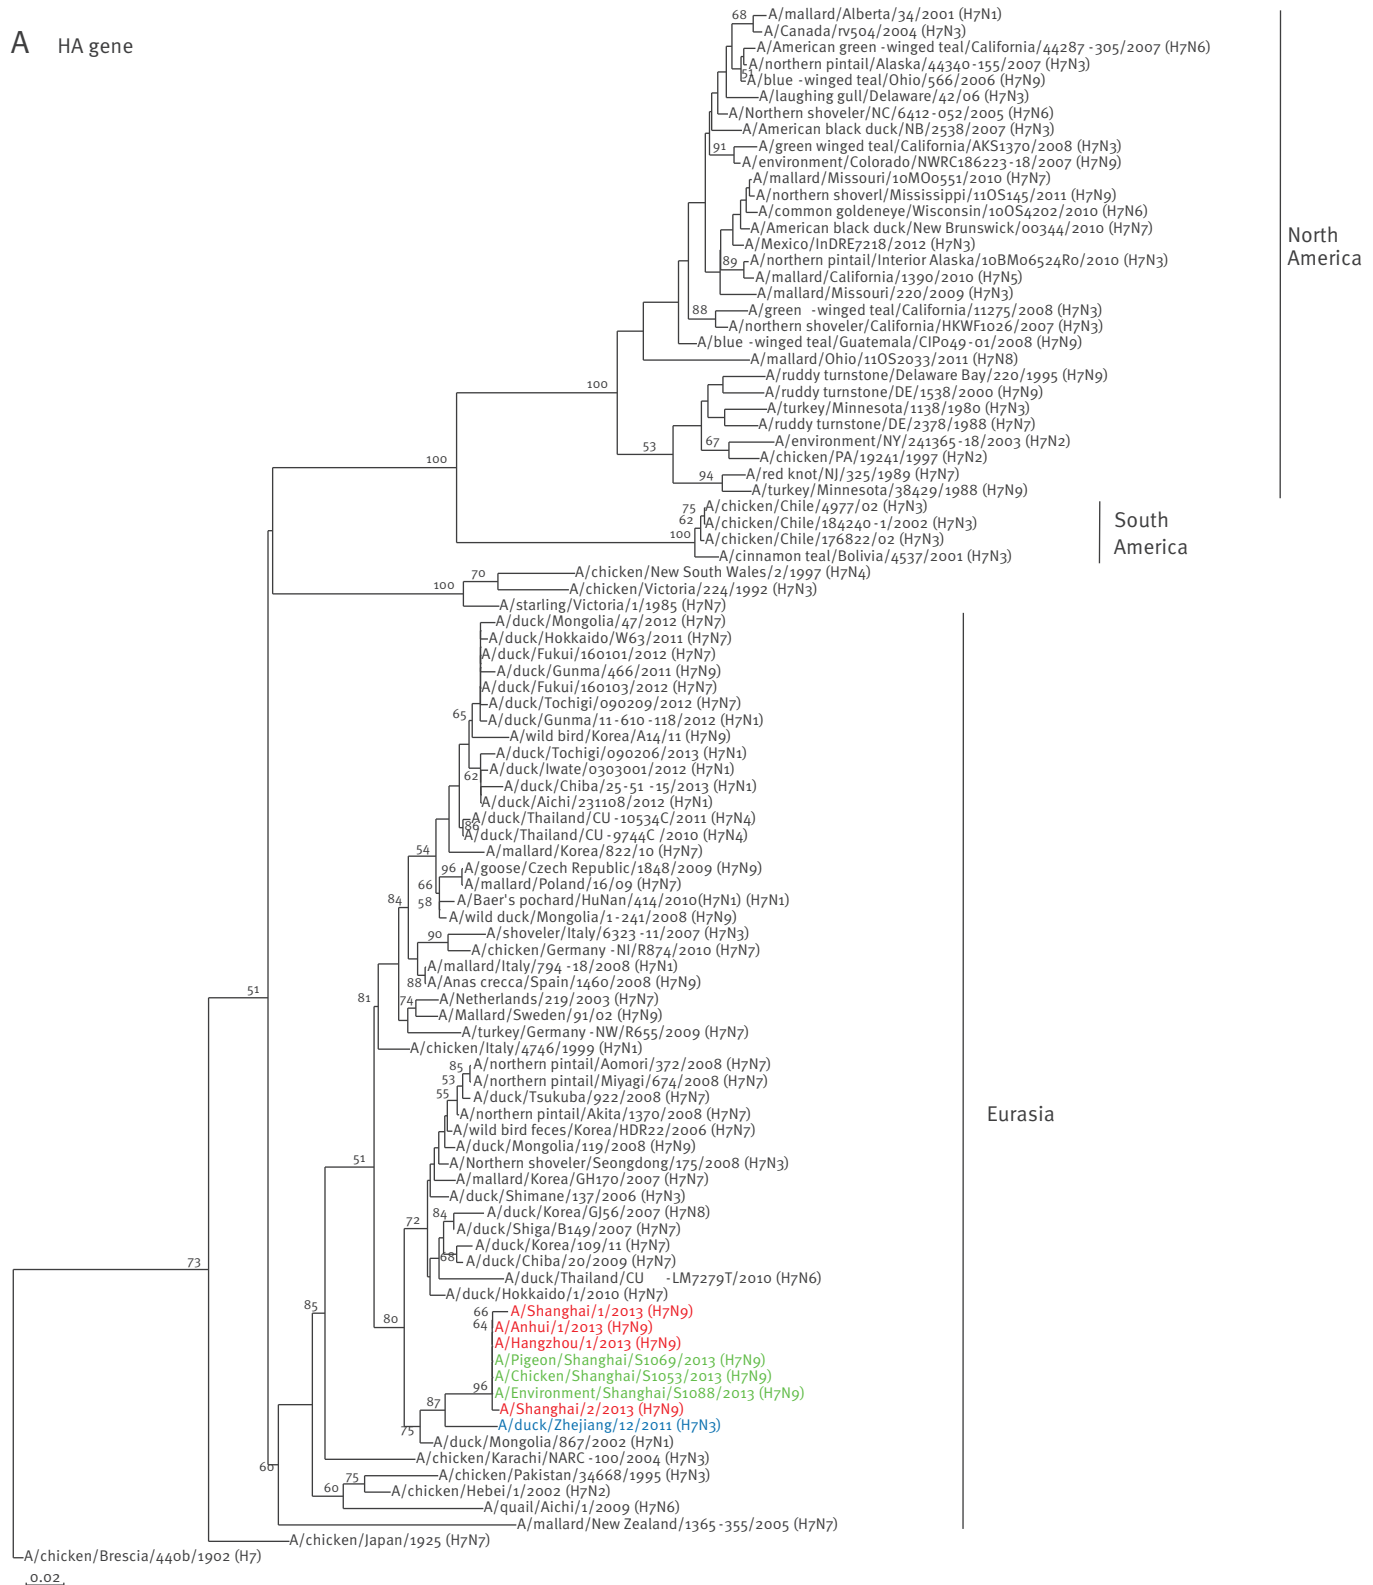 A HA gene
68 A/mallard/Alberta/34/2001 (H7N1)
A/Canada/rv504/2004 (H7N3)
A/American green -winged teal/California/44287 -305/2007 (H7N6)
A/northern pintail/Alaska/44340-155/2007 (H7N3)
51
A/blue -winged teal/Ohio/566/2006 (H7N9)
A/laughing gull/Delaware/42/06 (H7N3)
A/Northern shoveler/NC/6412-052/2005 (H7N6)
A/American black duck/NB/2538/2007 (H7N3)
91 A/green winged teal/California/AKS1370/2008 (H7N3)
A/environment/Colorado/NWRC186223-18/2007 (H7N9)
A/mallard/Missouri/10MO0551/2010 (H7N7)
A/northern shoverl/Mississippi/11OS145/2011 (H7N9)
A/common goldeneye/Wisconsin/10OS4202/2010 (H7N6)
A/American black duck/New Brunswick/00344/2010 (H7N7)
A/Mexico/InDRE7218/2012 (H7N3)
89 A/northern pintail/Interior Alaska/10BM06524R0/2010 (H7N3)
A/mallard/California/1390/2010 (H7N5)
A/mallard/Missouri/220/2009 (H7N3)
88 A/green -winged teal/California/11275/2008 (H7N3)
A/northern shoveler/California/HKWF1026/2007 (H7N3)
A/blue -winged teal/Guatemala/CIP049-01/2008 (H7N9)
A/mallard/Ohio/11OS2033/2011 (H7N8)
North
America
100
A/ruddy turnstone/Delaware Bay/220/1995 (H7N9)
A/ruddy turnstone/DE/1538/2000 (H7N9)
A/turkey/Minnesota/1138/1980 (H7N3)
A/ruddy turnstone/DE/2378/1988 (H7N7)
53
67 A/environment/NY/241365-18/2003 (H7N2)
A/chicken/PA/19241/1997 (H7N2)
100
94 A/red knot/NJ/325/1989 (H7N7)
A/turkey/Minnesota/38429/1988 (H7N9)
75 A/chicken/Chile/4977/02 (H7N3)
62 A/chicken/Chile/184240-1/2002 (H7N3)
100 A/chicken/Chile/176822/02 (H7N3)
A/cinnamon teal/Bolivia/4537/2001 (H7N3)
South
America
70 A/chicken/New South Wales/2/1997 (H7N4)
100 A/chicken/Victoria/224/1992 (H7N3)
A/starling/Victoria/1/1985 (H7N7)
A/duck/Mongolia/47/2012 (H7N7)
A/duck/Hokkaido/W63/2011 (H7N7)
A/duck/Fukui/160101/2012 (H7N7)
A/duck/Gunma/466/2011 (H7N9)
A/duck/Fukui/160103/2012 (H7N7)
A/duck/Tochigi/090209/2012 (H7N7)
65 A/duck/Gunma/11-610-118/2012 (H7N1)
A/wild bird/Korea/A14/11 (H7N9)
A/duck/Tochigi/090206/2013 (H7N1)
62 A/duck/Iwate/0303001/2012 (H7N1)
A/duck/Chiba/25-51 -15/2013 (H7N1)
A/duck/Aichi/231108/2012 (H7N1)
A/duck/Thailand/CU -10534C/2011 (H7N4)
86
A/duck/Thailand/CU -9744C /2010 (H7N4)
54 A/mallard/Korea/822/10 (H7N7)
96 A/goose/Czech Republic/1848/2009 (H7N9)
66 A/mallard/Poland/16/09 (H7N7)
84 58 A/Baer's pochard/HuNan/414/2010(H7N1) (H7N1)
A/wild duck/Mongolia/1-241/2008 (H7N9)
90 A/shoveler/Italy/6323 -11/2007 (H7N3)
A/chicken/Germany -NI/R874/2010 (H7N7)
A/mallard/Italy/794 -18/2008 (H7N1)
88 A/Anas crecca/Spain/1460/2008 (H7N9)
51
81 74 A/Netherlands/219/2003 (H7N7)
A/Mallard/Sweden/91/02 (H7N9)
A/turkey/Germany -NW/R655/2009 (H7N7)
A/chicken/Italy/4746/1999 (H7N1)
85 A/northern pintail/Aomori/372/2008 (H7N7)
53 A/northern pintail/Miyagi/674/2008 (H7N7)
55 A/duck/Tsukuba/922/2008 (H7N7)
A/northern pintail/Akita/1370/2008 (H7N7)
Eurasia
A/wild bird feces/Korea/HDR22/2006 (H7N7)
A/duck/Mongolia/119/2008 (H7N9)
51 A/Northern shoveler/Seongdong/175/2008 (H7N3)
A/mallard/Korea/GH170/2007 (H7N7)
A/duck/Shimane/137/2006 (H7N3)
84 A/duck/Korea/GJ56/2007 (H7N8)
72 A/duck/Shiga/B149/2007 (H7N7)
A/duck/Korea/109/11 (H7N7)
68 A/duck/Chiba/20/2009 (H7N7)
73
A/duck/Thailand/CU -LM7279T/2010 (H7N6)
A/duck/Hokkaido/1/2010 (H7N7)
85 66 A/Shanghai/1/2013 (H7N9)
80 64 A/Anhui/1/2013 (H7N9)
A/Hangzhou/1/2013 (H7N9)
A/Pigeon/Shanghai/S1069/2013 (H7N9)
A/Chicken/Shanghai/S1053/2013 (H7N9)
96 A/Environment/Shanghai/S1088/2013 (H7N9)
87 A/Shanghai/2/2013 (H7N9)
75 A/duck/Zhejiang/12/2011 (H7N3)
A/duck/Mongolia/867/2002 (H7N1)
60 A/chicken/Karachi/NARC -100/2004 (H7N3)
75 A/chicken/Pakistan/34668/1995 (H7N3)
60 A/chicken/Hebei/1/2002 (H7N2)
A/quail/Aichi/1/2009 (H7N6)
A/mallard/New Zealand/1365-355/2005 (H7N7)
A/chicken/Japan/1925 (H7N7)
A/chicken/Brescia/440b/1902 (H7)
0.02